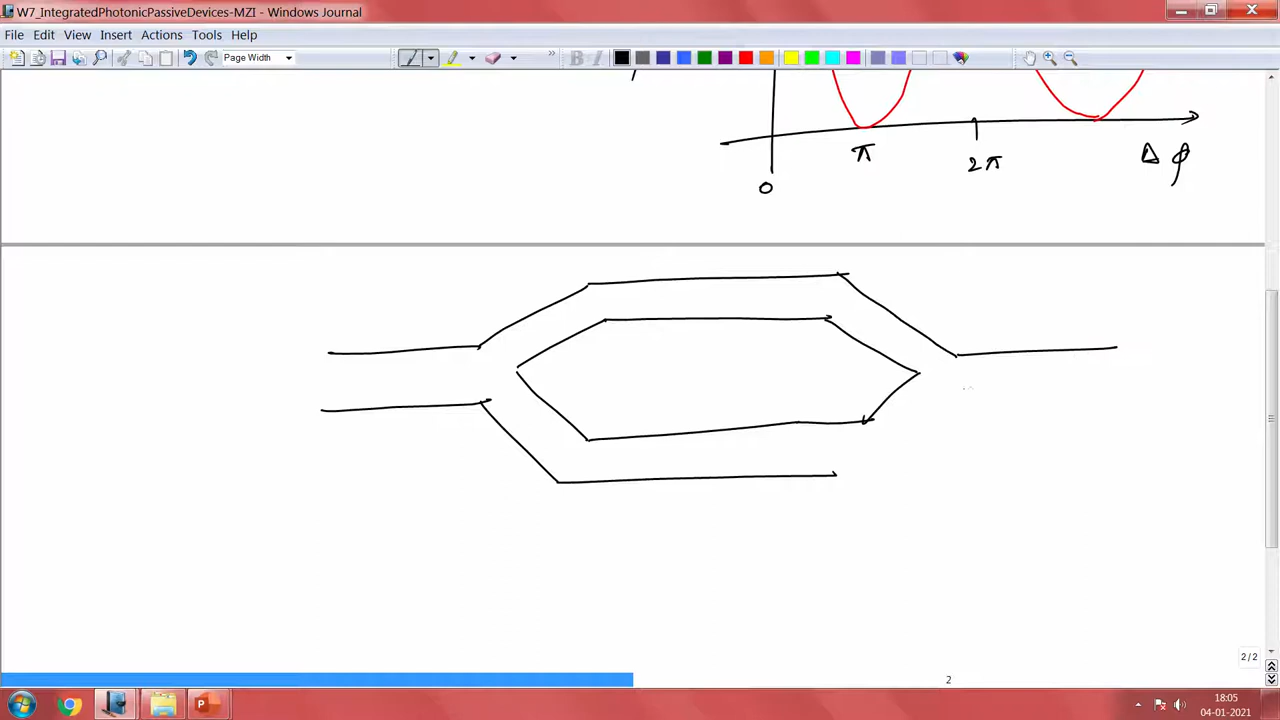 W7_IntegratedPhotonicPassiveDevices-MZI - Windows Journal
File Edit View Insert Actions Tools Help
Page Width
B I
π
2π
Δφ
0
2/2
2
18:05
04-01-2021